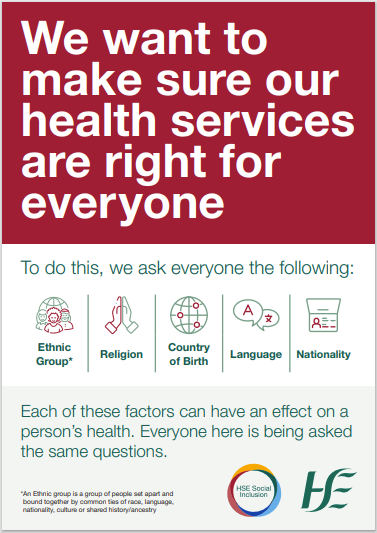 We want to
make sure our
health services
are right for
everyone
To do this, we ask everyone the following:
Ethnic
Group*
Religion
Country
of Birth
Language
Nationality
Each of these factors can have an effect on a
person’s health. Everyone here is being asked
the same questions.
*An Ethnic group is a group of people set apart and
bound together by common ties of race, language,
nationality, culture or shared history/ancestry
HSE Social
Inclusion
HSE